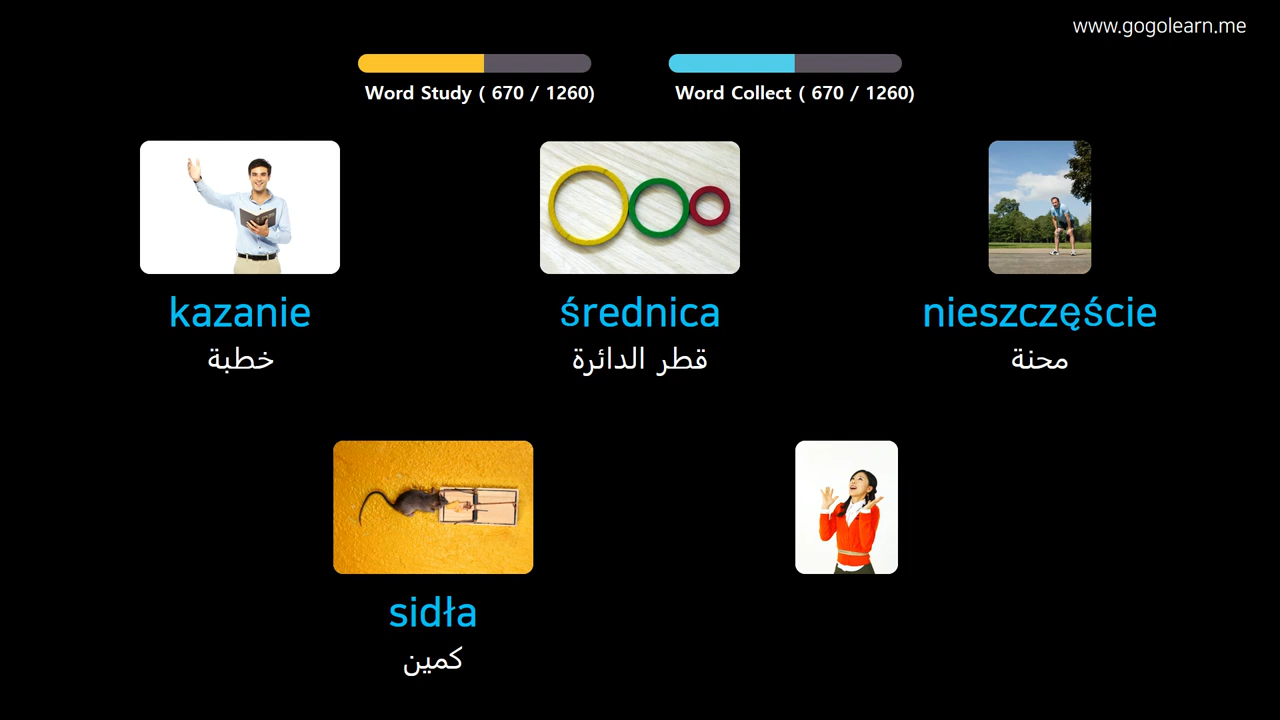 www.gogolearn.me
Word Study ( 670 / 1260)
Word Collect ( 670 / 1260)
kazanie
خطبة
średnica
قطر الدائرة
nieszczęście
محنة
sidła
كمين